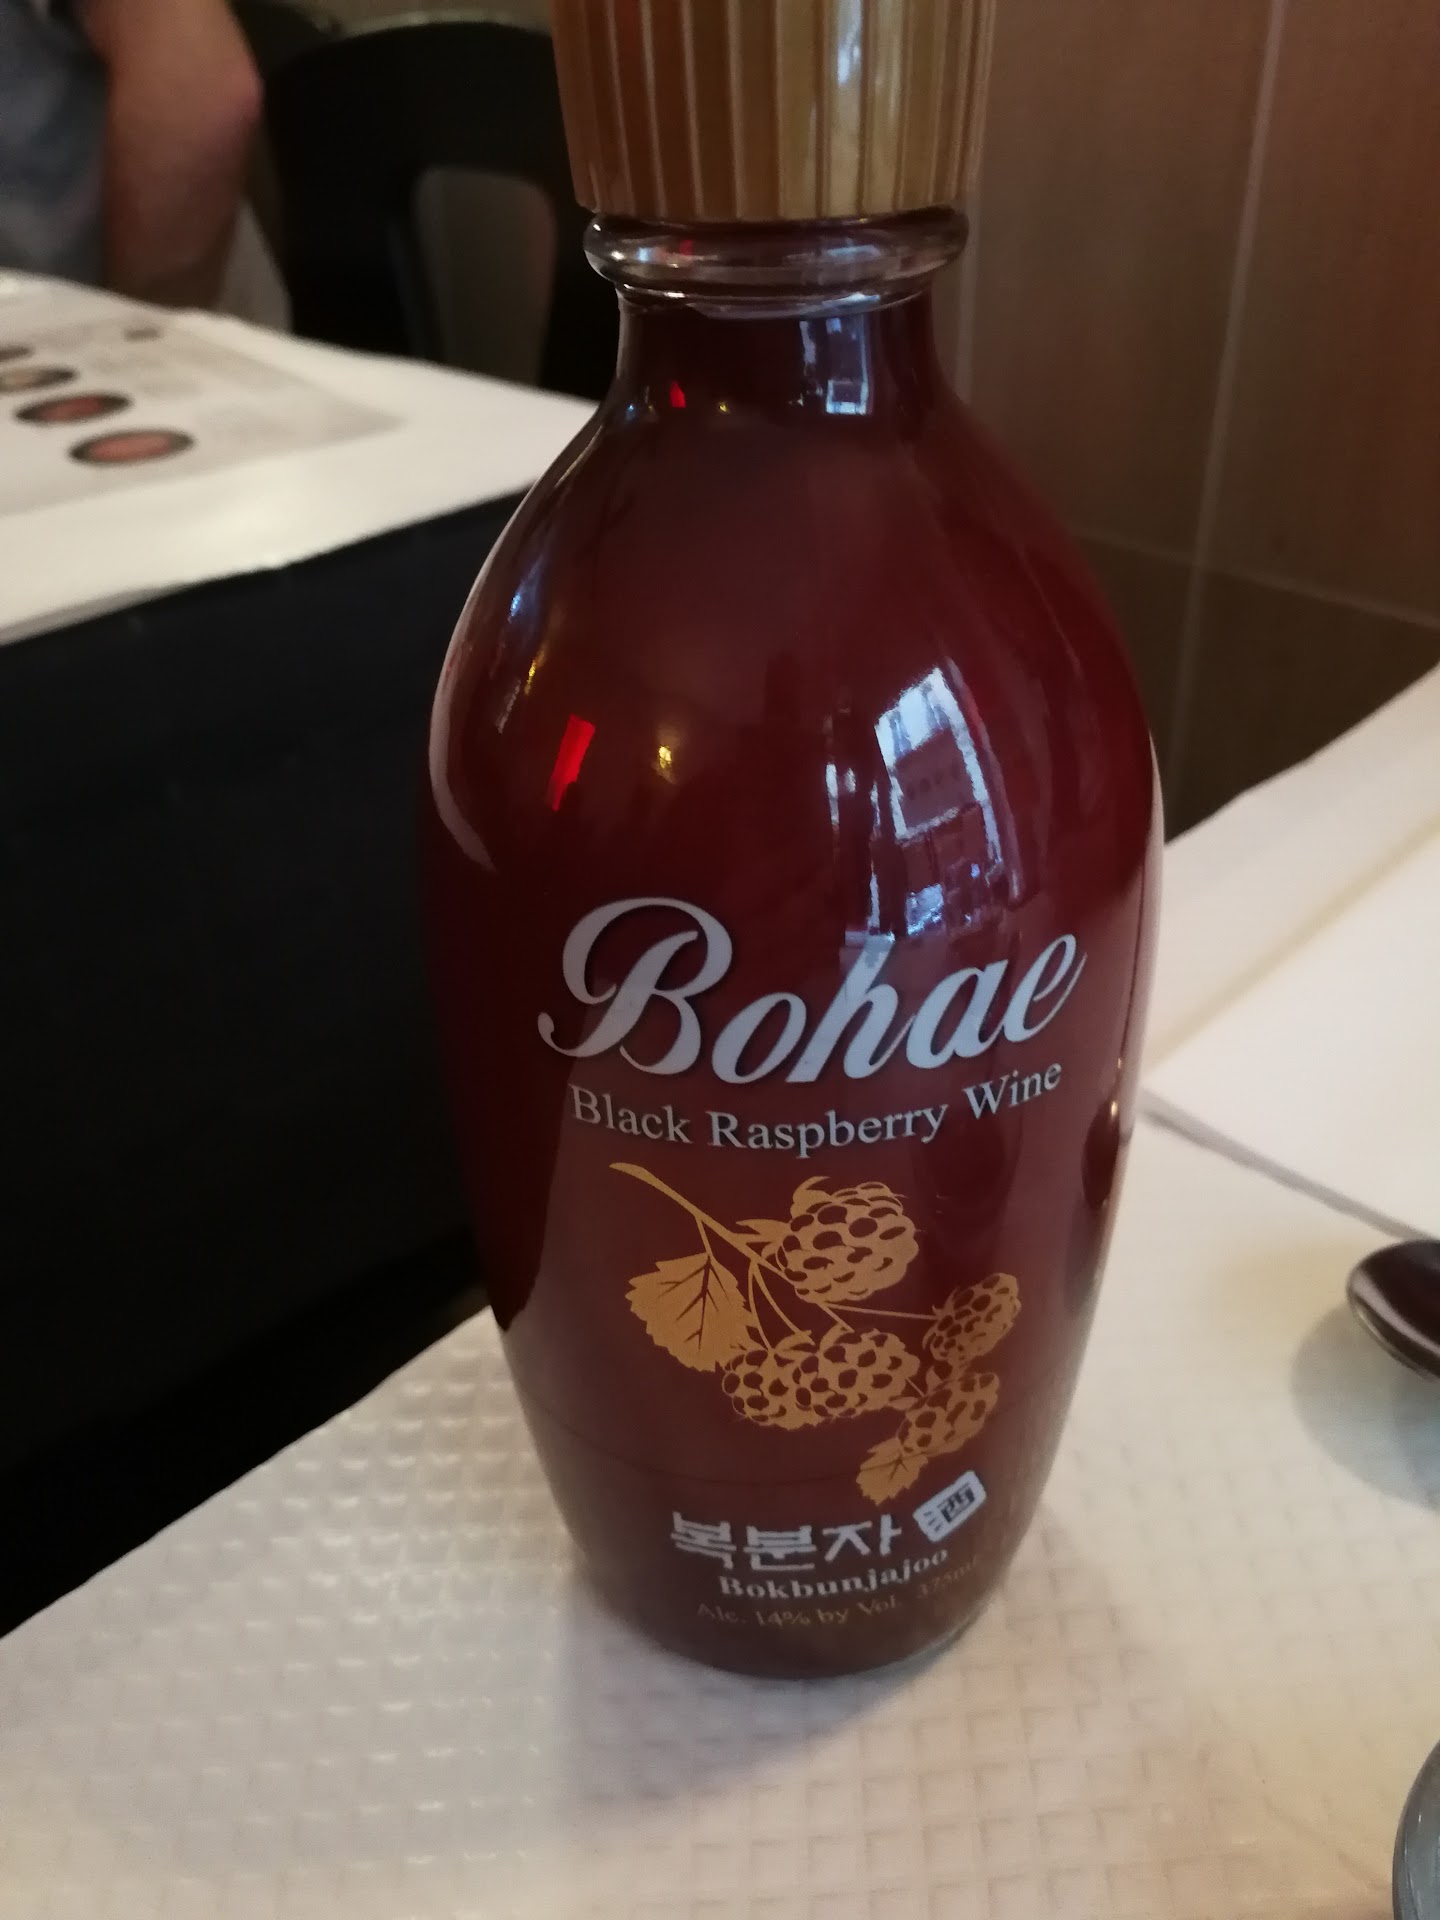 Bohae
Black Raspberry Wine
복분자 酒
Bokbunjajoo
Alc. 14% by Vol. 375ml